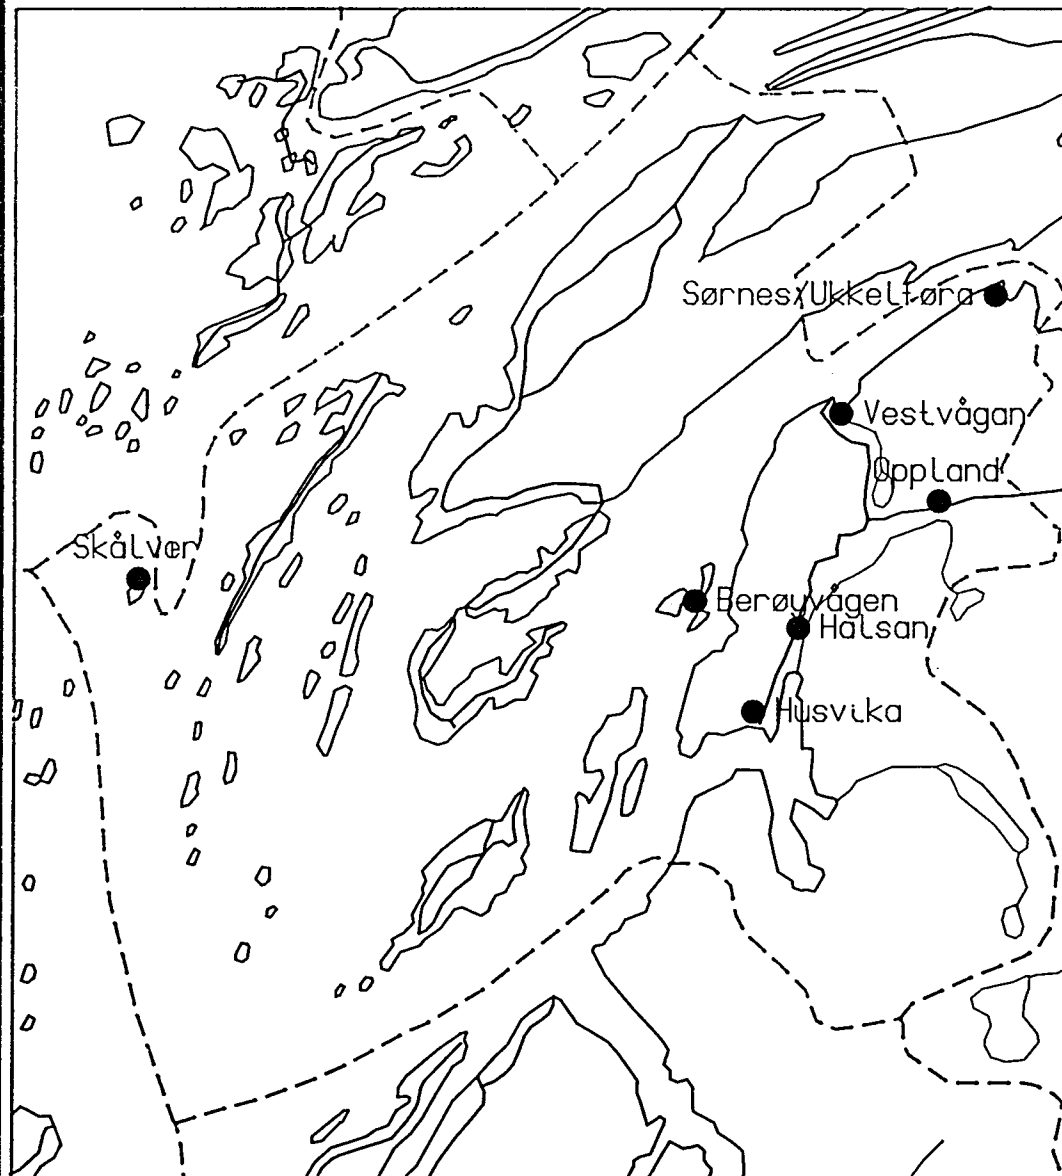 Sørnes/Ukkelføra
Vestvågan
Oppland
Skålvær
Berøyvågen
Halsan
Husvika